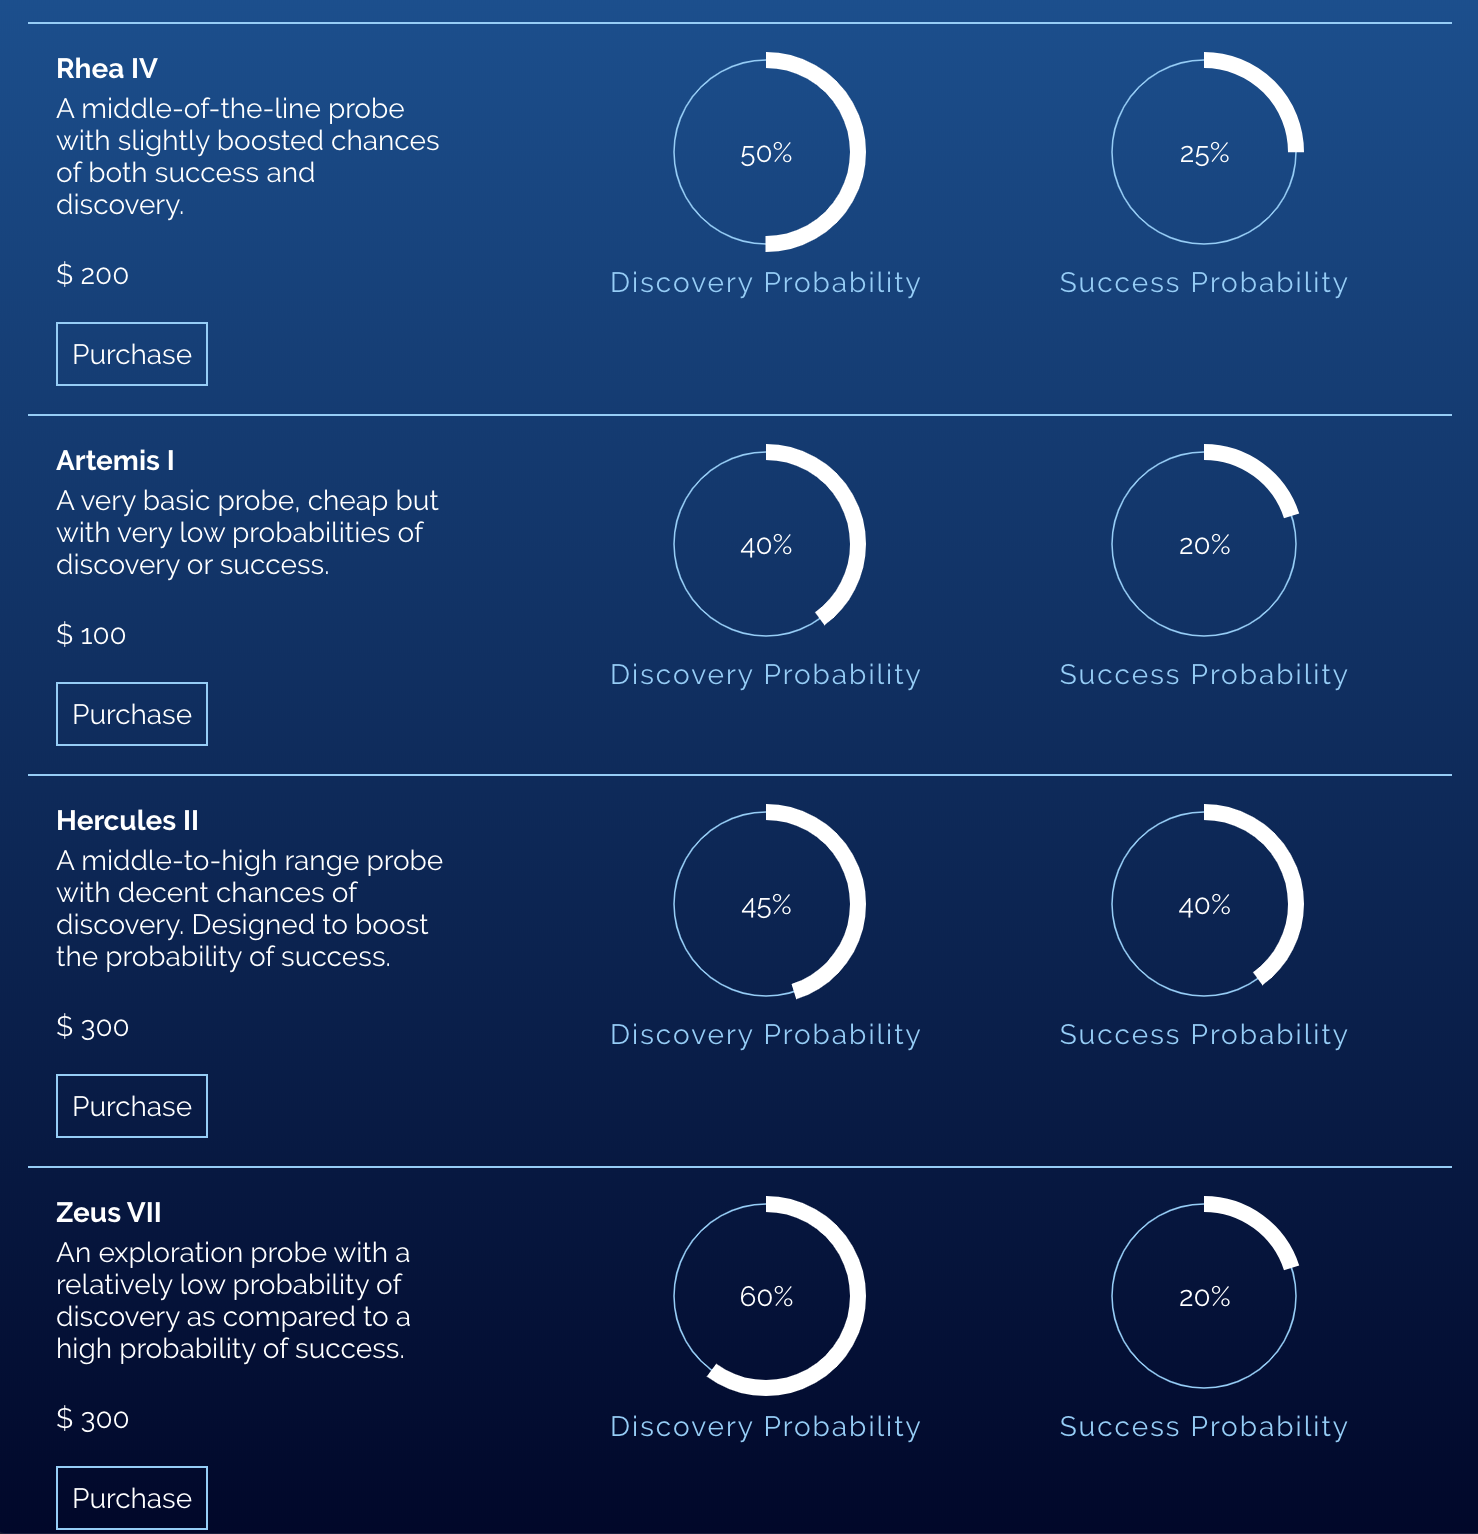 Rhea IV
A middle-of-the-line probe
with slightly boosted chances
of both success and
discovery.
$ 200
Purchase
50%
Discovery Probability
25%
Success Probability
Artemis I
A very basic probe, cheap but
with very low probabilities of
discovery or success.
$ 100
Purchase
40%
Discovery Probability
20%
Success Probability
Hercules II
A middle-to-high range probe
with decent chances of
discovery. Designed to boost
the probability of success.
$ 300
Purchase
45%
Discovery Probability
40%
Success Probability
Zeus VII
An exploration probe with a
relatively low probability of
discovery as compared to a
high probability of success.
$ 300
Purchase
60%
Discovery Probability
20%
Success Probability